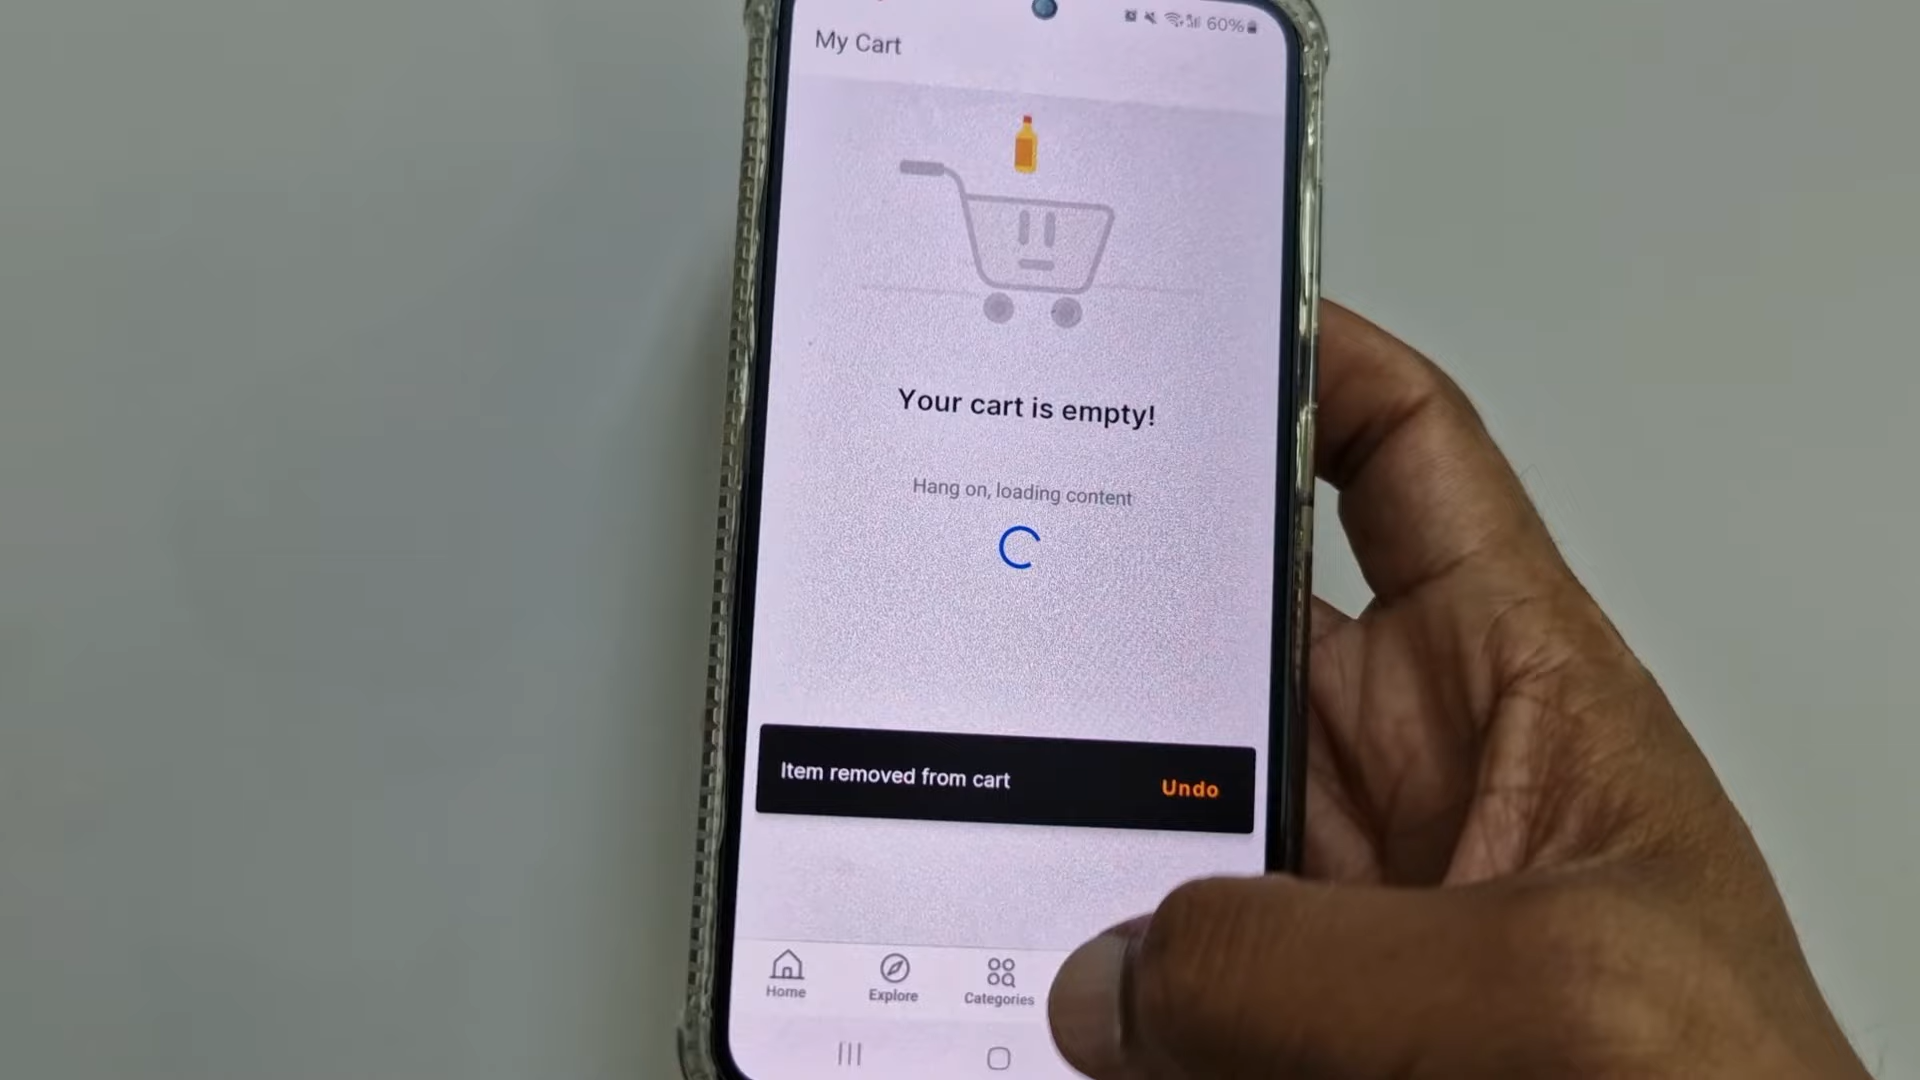 60%
My Cart
Your cart is empty!
Hang on, loading content
Item removed from cart
Undo
Home
Explore
Categories